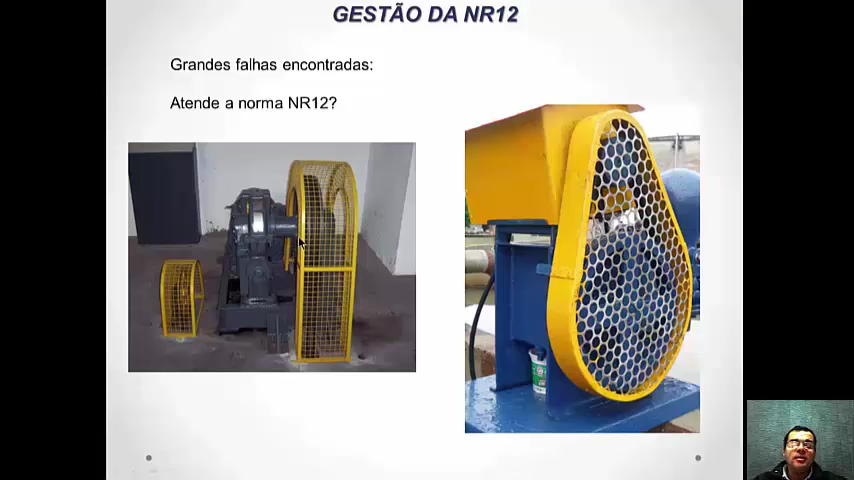 GESTÃO DA NR12
Grandes falhas encontradas:
Atende a norma NR12?